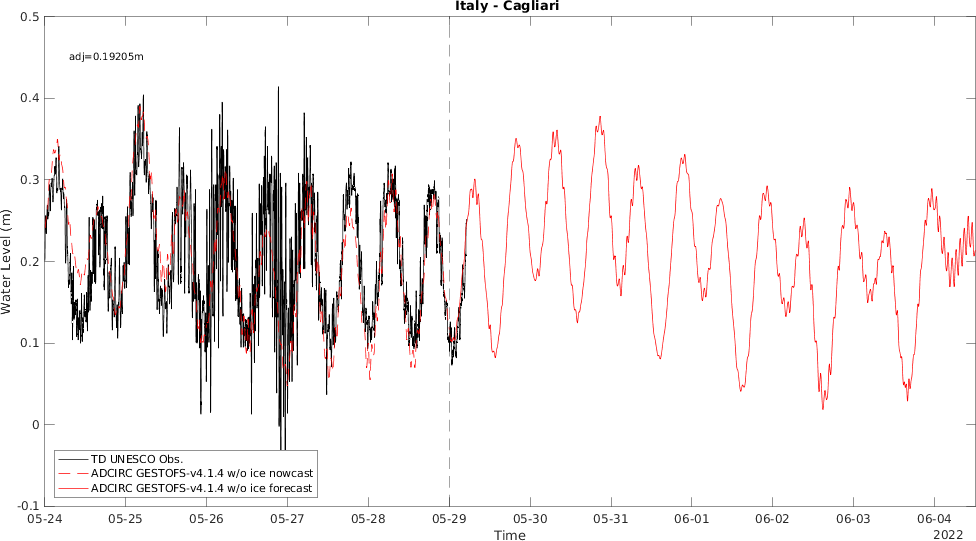 Italy - Cagliari
adj=0.19205m
Water Level (m)
0.5
0.4
0.3
0.2
0.1
0
-0.1
TD UNESCO Obs.
ADCIRC GESTOFS-v4.1.4 w/o ice nowcast
ADCIRC GESTOFS-v4.1.4 w/o ice forecast
05-24 05-25 05-26 05-27 05-28 05-29 05-30 05-31 06-01 06-02 06-03 06-04
Time
2022